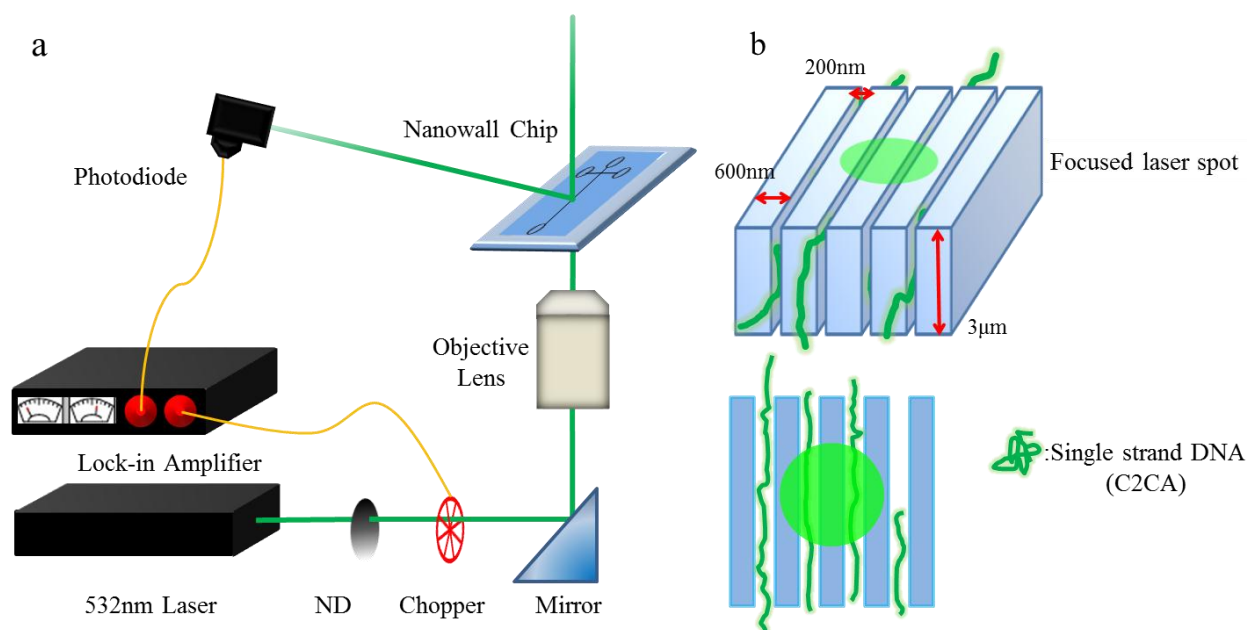 a
Nanowall Chip
Photodiode
Objective
Lens
Lock-in Amplifier
532nm Laser
ND
Chopper
Mirror
b
200nm
600nm
Focused laser spot
3μm
:Single strand DNA
(C2CA)